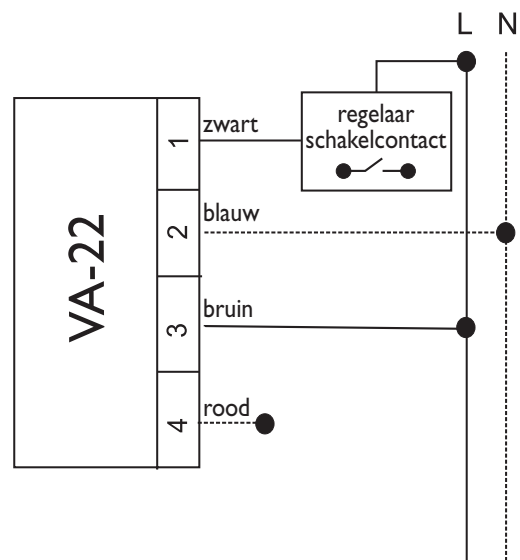 L N
regelaar
schakelcontact
1 zwart
2 blauw
VA-22
3 bruin
4 rood